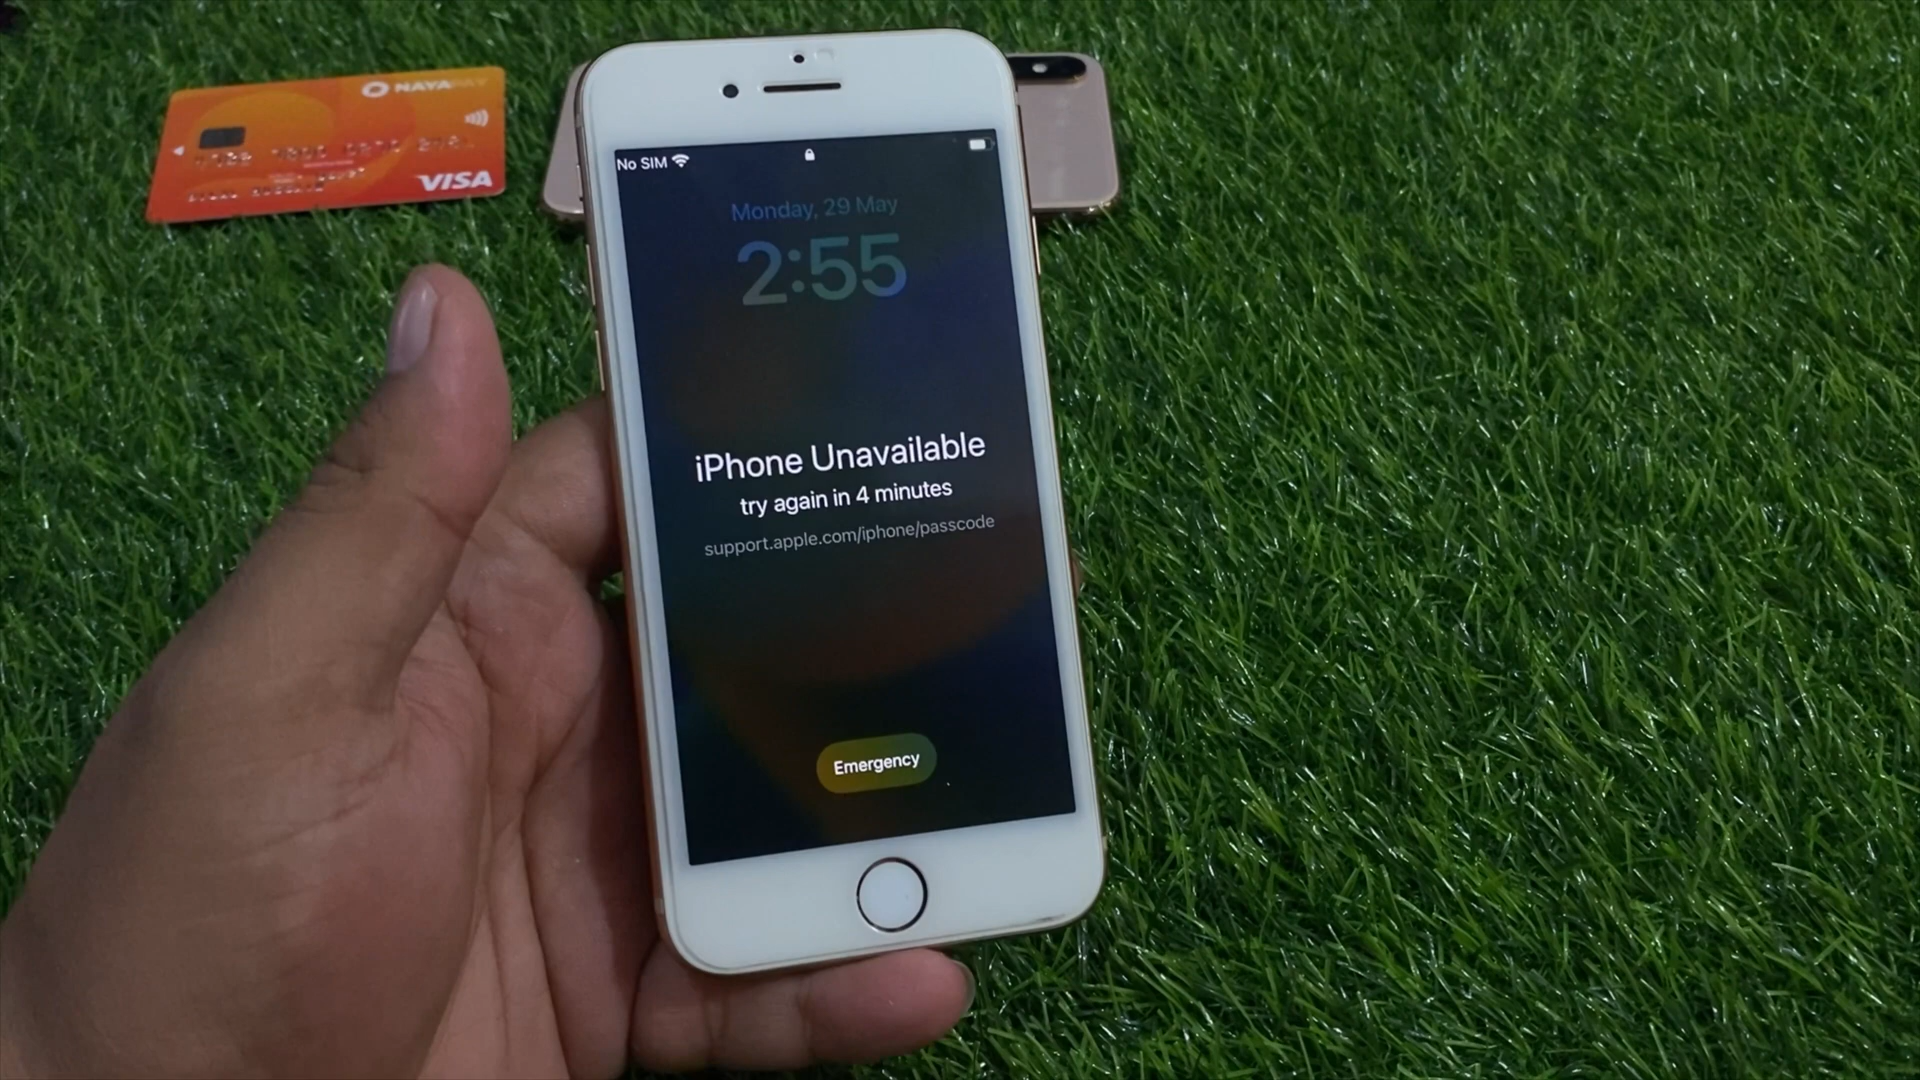 NAYAPAY
VISA
No SIM
Monday, 29 May
2:55
iPhone Unavailable
try again in 4 minutes
support.apple.com/iphone/passcode
Emergency